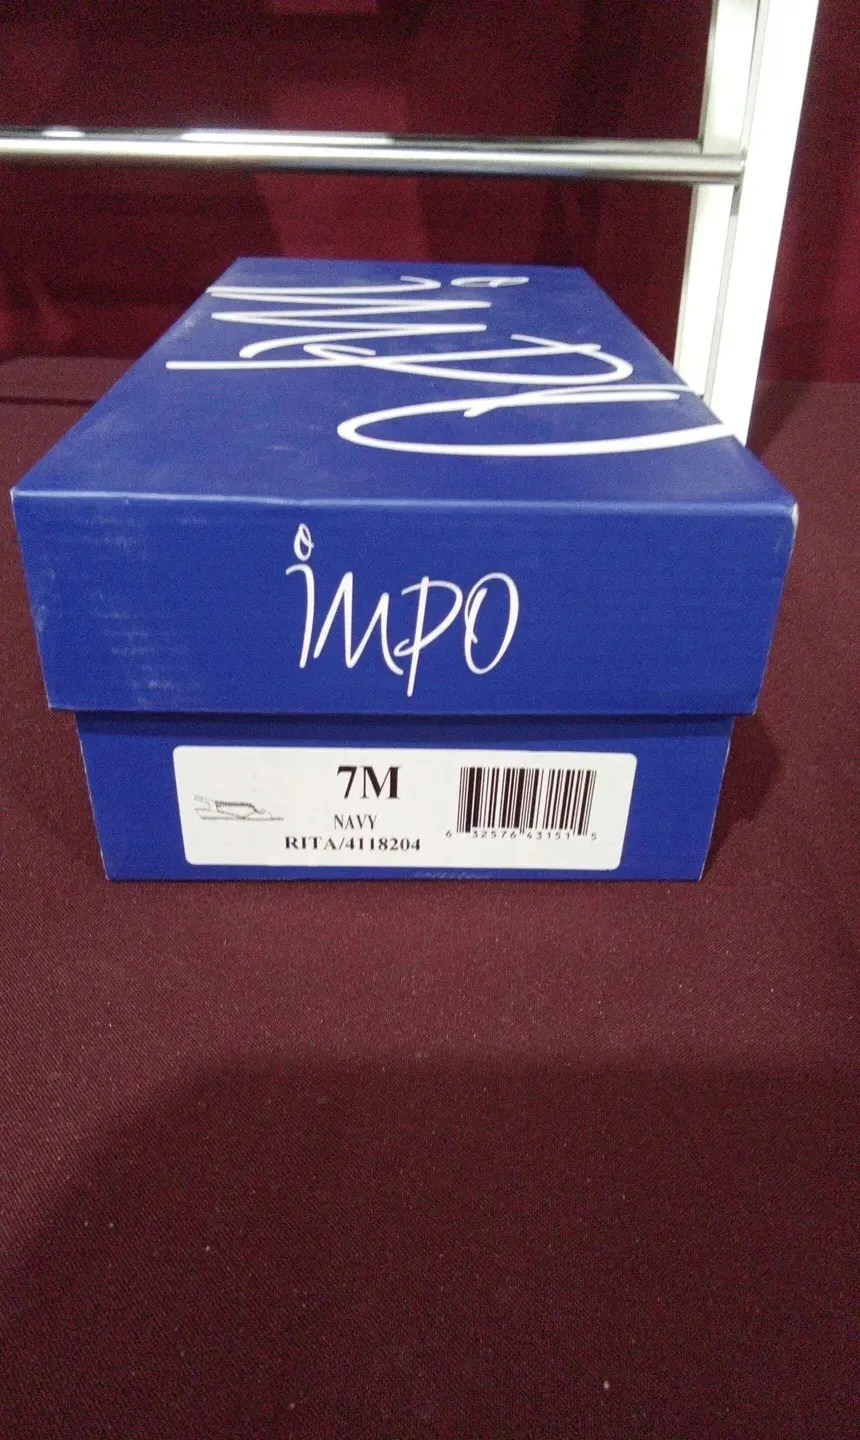 impo
impo
7M
NAVY
RITA/4118204
6 32576 43151 5